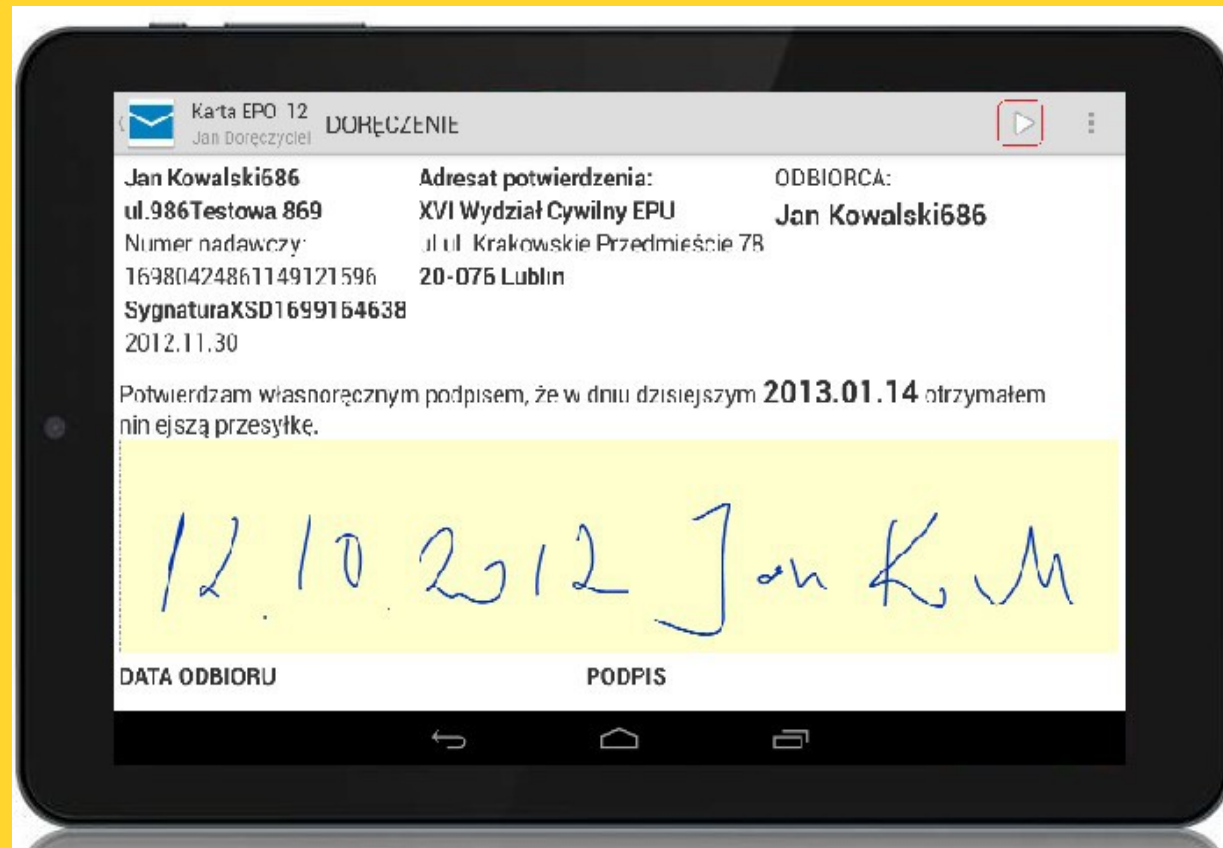 Karta EPO 12
Jan Doręczyciel
DORĘCZENIE
Jan Kowalski686
ul.986Testowa 869
Numer nadawczy:
16980424861149121596
SygnaturaXSD1699164638
2012.11.30
Adresat potwierdzenia:
XVI Wydział Cywilny EPU
ul ul. Krakowskie Przedmieście 78
20-076 Lublin
ODBIORCA:
Jan Kowalski686
Potwierdzam własnoręcznym podpisem, że w dniu dzisiejszym 2013.01.14 otrzymałem
niniejszą przesyłkę.
12.10.2012 Jan K
DATA ODBIORU PODPIS